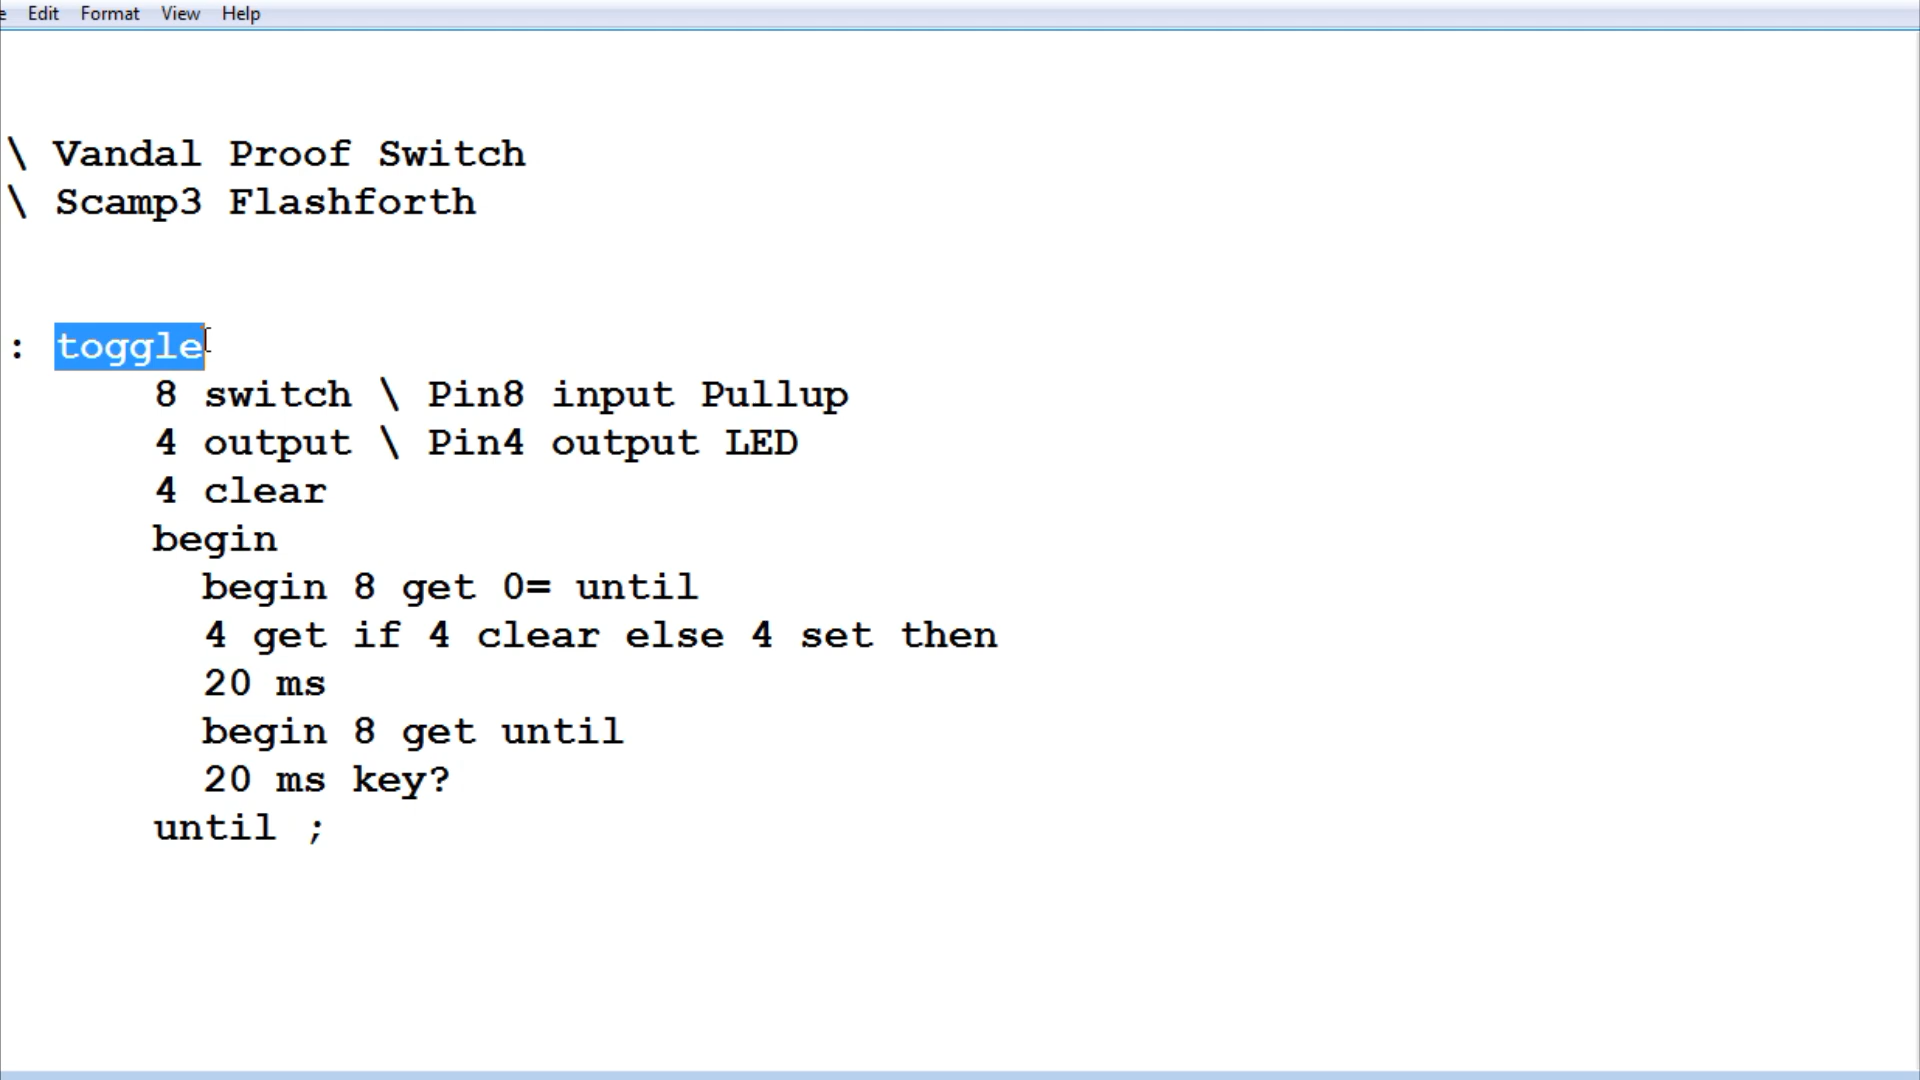 Edit Format View Help
\ Vandal Proof Switch
\ Scamp3 Flashforth
: toggle
8 switch \ Pin8 input Pullup
4 output \ Pin4 output LED
4 clear
begin
begin 8 get 0= until
4 get if 4 clear else 4 set then
20 ms
begin 8 get until
20 ms key?
until ;